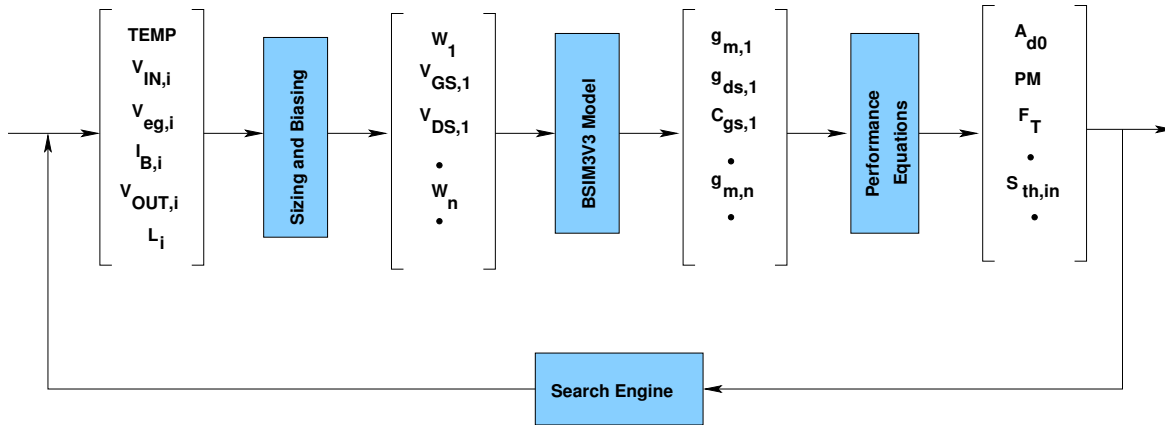 TEMP
V_IN,i
V_eg,i
I_B,i
V_OUT,i
L_i
Sizing and Biasing
W_1
V_GS,1
V_DS,1
•
W_n
•
BSIM3V3 Model
g_m,1
g_ds,1
C_gs,1
•
g_m,n
•
Performance
Equations
A_d0
PM
F_T
•
S_th,in
•
Search Engine